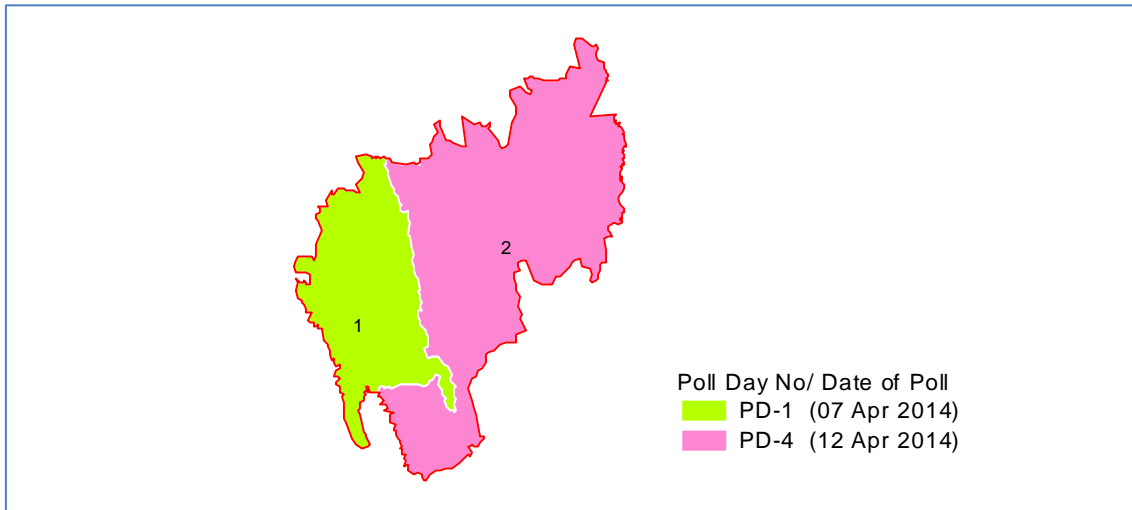 2
1
Poll Day No/ Date of Poll
PD-1 (07 Apr 2014)
PD-4 (12 Apr 2014)